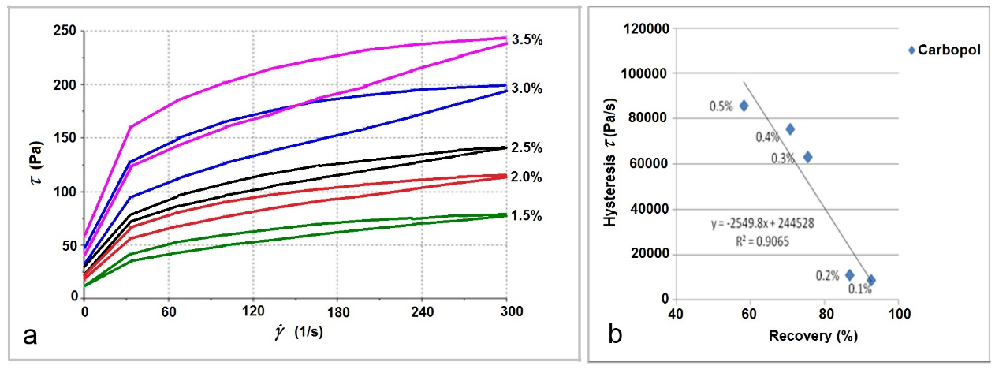 250
200
150
100
50
0
τ (Pa)
3.5%
3.0%
2.5%
2.0%
1.5%
0 60 120 180 240 300
γ̇ (1/s)
a
120000
100000
80000
60000
40000
20000
0
Hysteresis τ (Pa/s)
Carbopol
0.5%
0.4%
0.3%
y = -2549.8x + 244528
R² = 0.9065
0.2%
0.1%
40 60 80 100
Recovery (%)
b